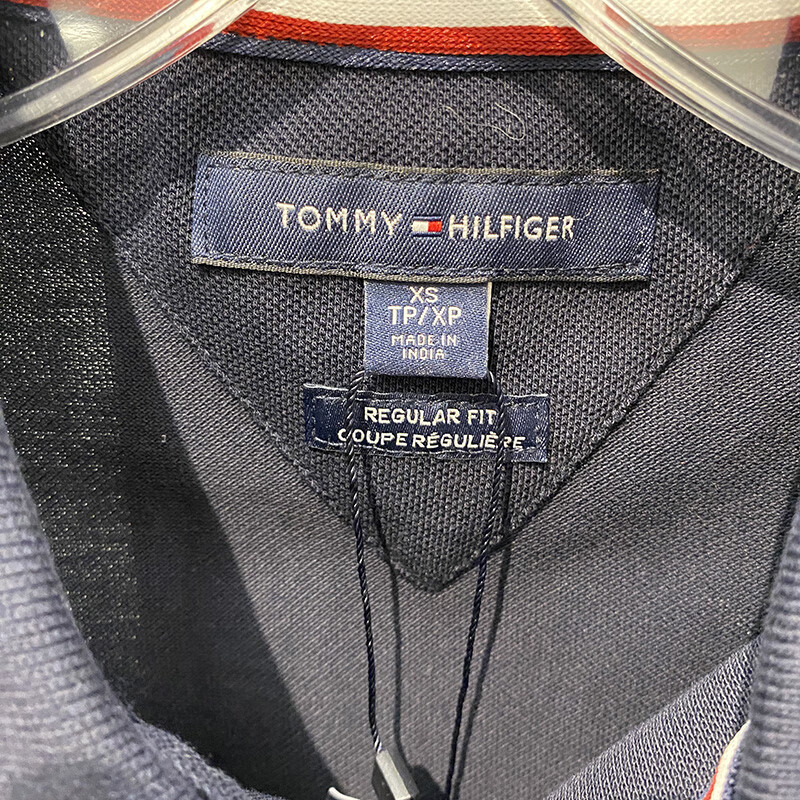 TOMMY HILFIGER
XS
TP/XP
MADE IN
INDIA
REGULAR FIT
COUPE RÉGULIÈRE